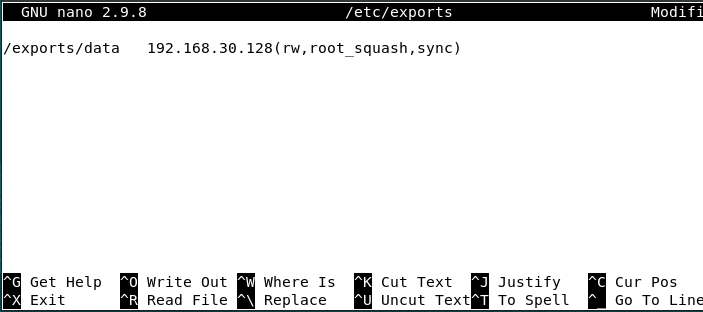 GNU nano 2.9.8 /etc/exports Modifi
/exports/data 192.168.30.128(rw,root_squash,sync)
^G Get Help ^O Write Out ^W Where Is ^K Cut Text ^J Justify ^C Cur Pos
^X Exit ^R Read File ^\ Replace ^U Uncut Text ^T To Spell ^_ Go To Line